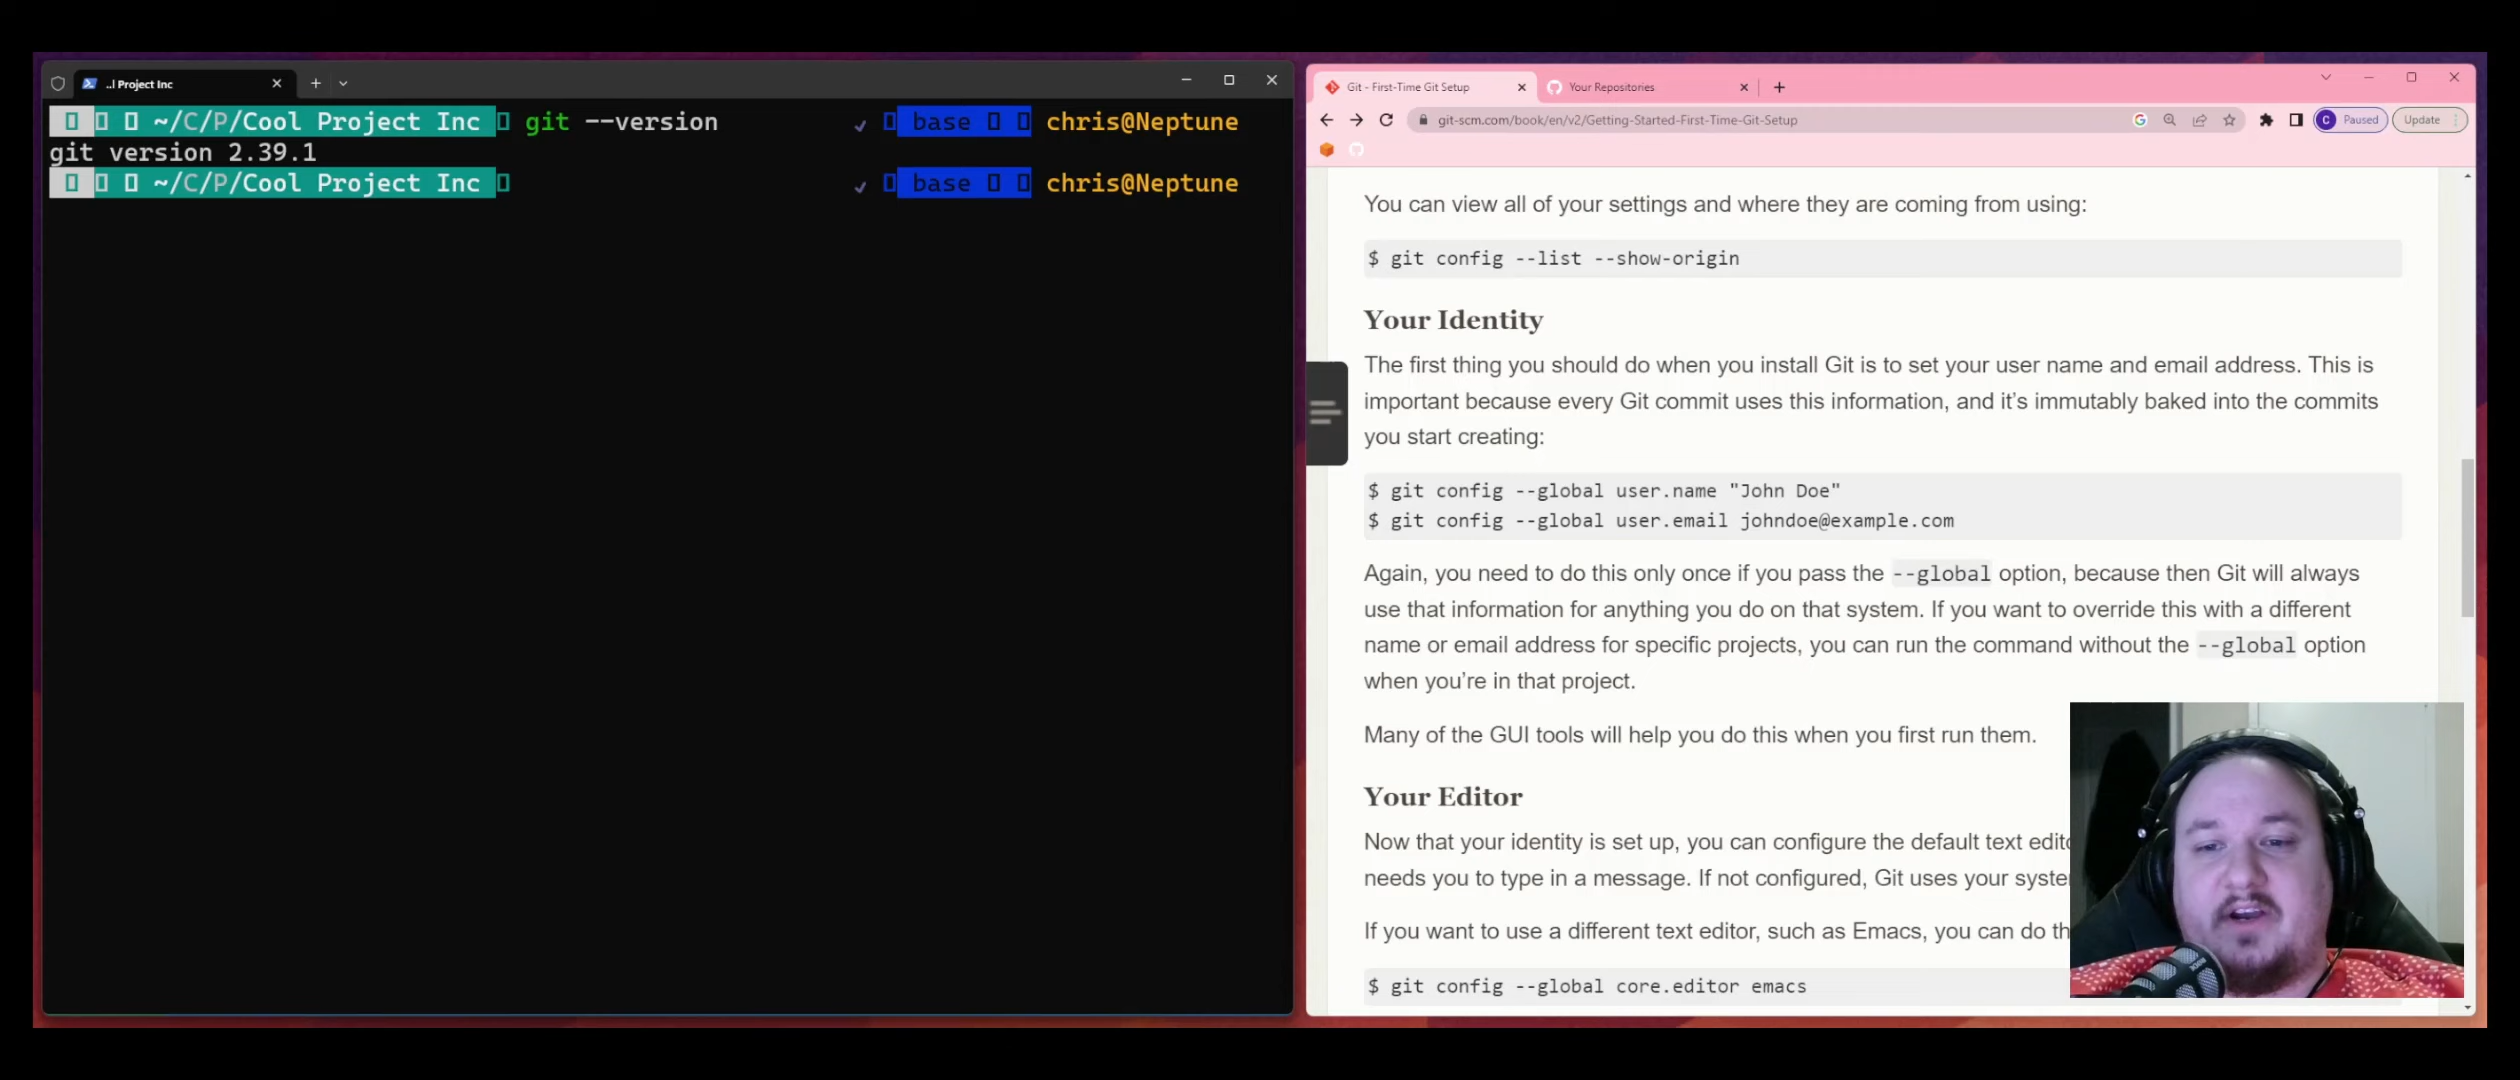 ..l Project Inc
~/C/P/Cool Project Inc git --version ✓ base chris@Neptune
git version 2.39.1
~/C/P/Cool Project Inc ✓ base chris@Neptune
Git - First-Time Git Setup
Your Repositories
git-scm.com/book/en/v2/Getting-Started-First-Time-Git-Setup
C Paused
Update
You can view all of your settings and where they are coming from using:
$ git config --list --show-origin
Your Identity
The first thing you should do when you install Git is to set your user name and email address. This is
important because every Git commit uses this information, and it’s immutably baked into the commits
you start creating:
$ git config --global user.name "John Doe"
$ git config --global user.email johndoe@example.com
Again, you need to do this only once if you pass the --global option, because then Git will always
use that information for anything you do on that system. If you want to override this with a different
name or email address for specific projects, you can run the command without the --global option
when you’re in that project.
Many of the GUI tools will help you do this when you first run them.
Your Editor
Now that your identity is set up, you can configure the default text edito
needs you to type in a message. If not configured, Git uses your syste
If you want to use a different text editor, such as Emacs, you can do th
$ git config --global core.editor emacs